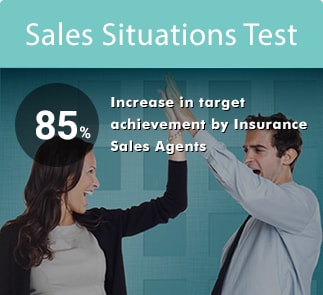 Sales Situations Test
85%
Increase in target
achievement by Insurance
Sales Agents